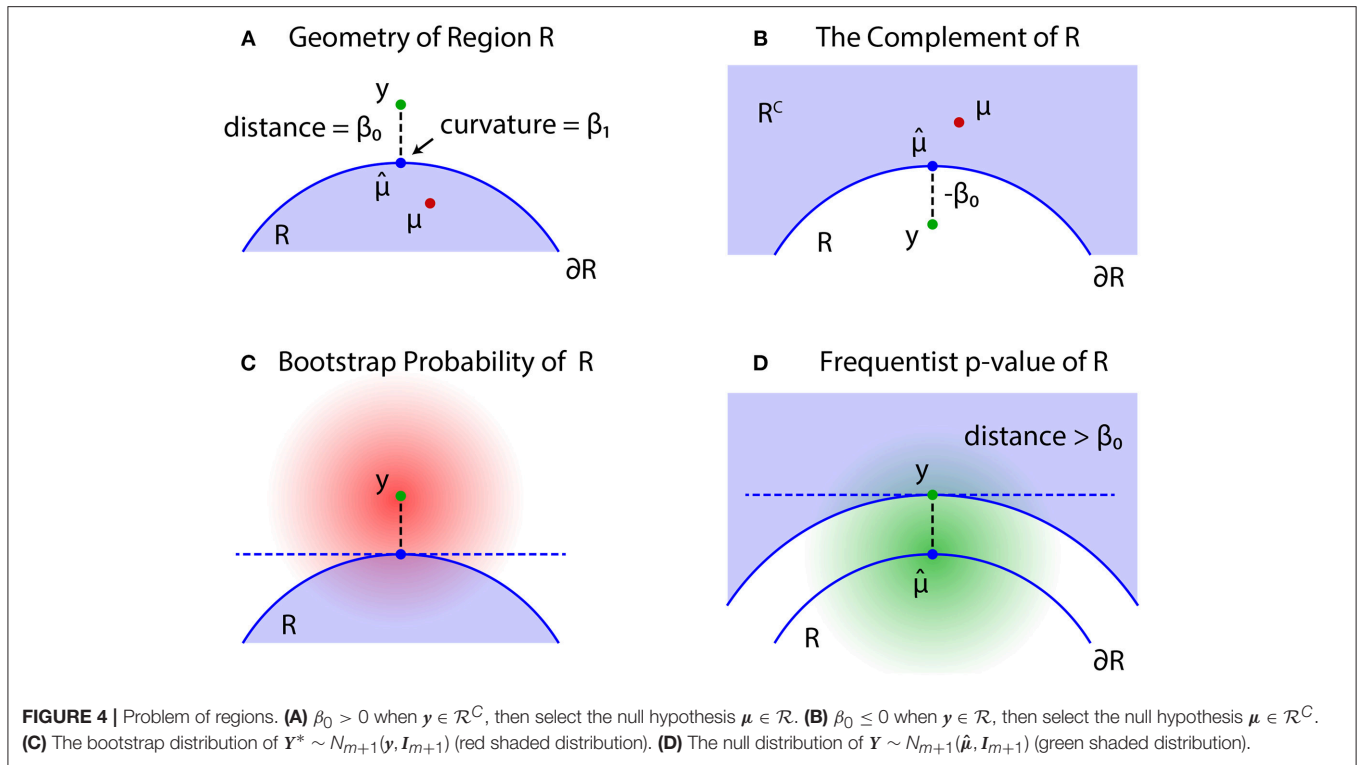 A Geometry of Region R
y
distance = β₀
curvature = β₁
μ̂
μ
R
∂R
B The Complement of R
Rᶜ
μ
μ̂
-β₀
R
y
∂R
C Bootstrap Probability of R
y
R
D Frequentist p-value of R
distance > β₀
y
μ̂
R
∂R
FIGURE 4 | Problem of regions. (A) β₀ > 0 when y ∈ ℛ^C, then select the null hypothesis μ ∈ ℛ. (B) β₀ ≤ 0 when y ∈ ℛ, then select the null hypothesis μ ∈ ℛ^C.
(C) The bootstrap distribution of Y* ∼ N_{m+1}(y, I_{m+1}) (red shaded distribution). (D) The null distribution of Y ∼ N_{m+1}(μ̂, I_{m+1}) (green shaded distribution).